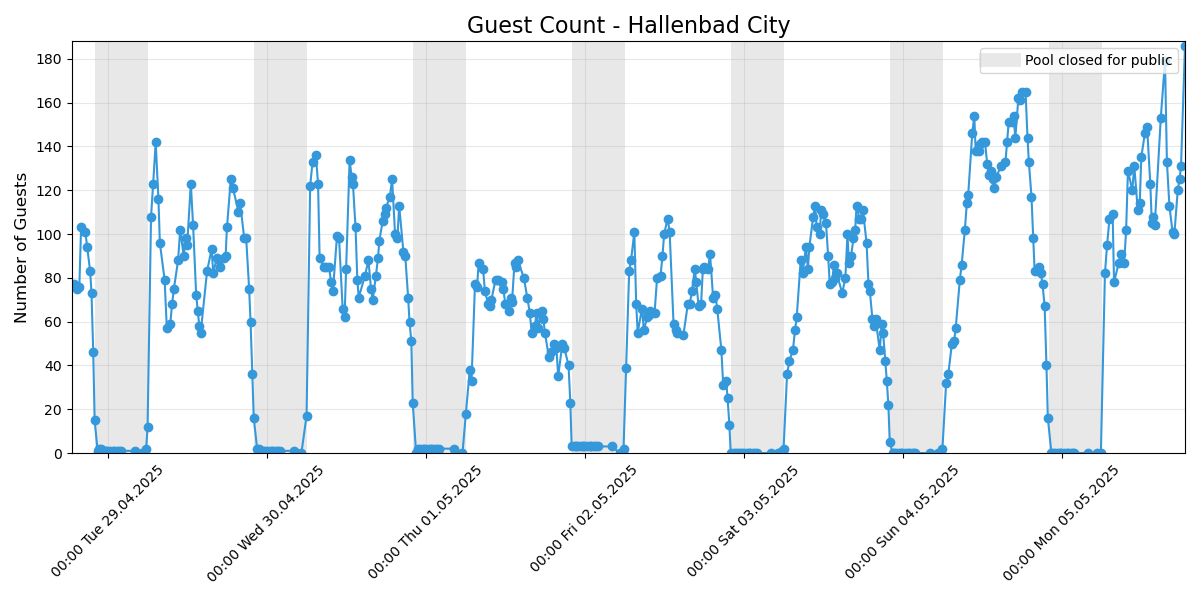 Guest Count - Hallenbad City
Pool closed for public
Number of Guests
180
160
140
120
100
80
60
40
20
0
00:00 Tue 29.04.2025
00:00 Wed 30.04.2025
00:00 Thu 01.05.2025
00:00 Fri 02.05.2025
00:00 Sat 03.05.2025
00:00 Sun 04.05.2025
00:00 Mon 05.05.2025